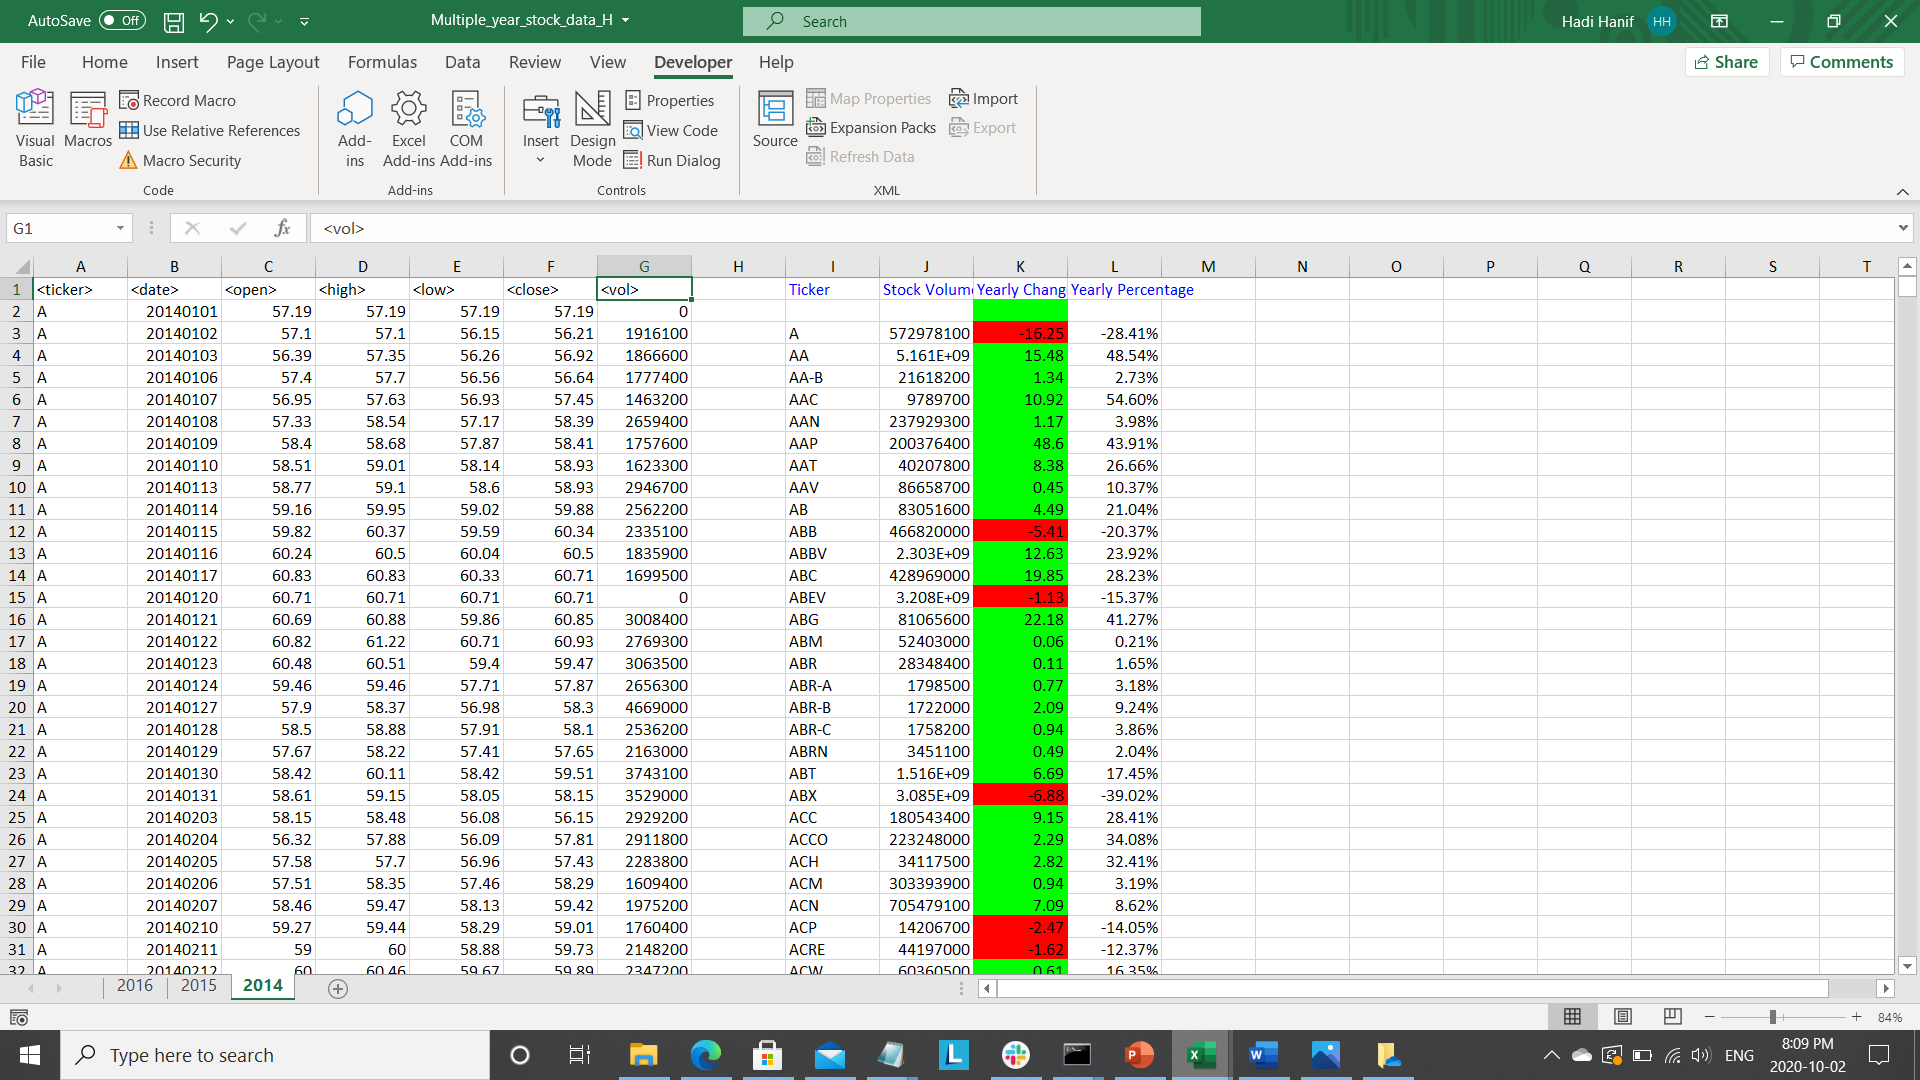 AutoSave Off Multiple_year_stock_data_H Search Hadi Hanif HH
File Home Insert Page Layout Formulas Data Review View Developer Help Share Comments
Visual Basic
Macros
Record Macro
Use Relative References
Macro Security
Code
Add-ins
Excel Add-ins
COM Add-ins
Add-ins
Insert
Design Mode
Properties
View Code
Run Dialog
Controls
Source
Map Properties
Expansion Packs
Refresh Data
Import
Export
XML
G1 fx <vol>
A B C D E F G H I J K L M N O P Q R S T
1 <ticker> <date> <open> <high> <low> <close> <vol> Ticker Stock Volum Yearly Chang Yearly Percentage
2 A 20140101 57.19 57.19 57.19 57.19 0
3 A 20140102 57.1 57.1 56.15 56.21 1916100 A 572978100 -16.25 -28.41%
4 A 20140103 56.39 57.35 56.26 56.92 1866600 AA 5.161E+09 15.48 48.54%
5 A 20140106 57.4 57.7 56.56 56.64 1777400 AA-B 21618200 1.34 2.73%
6 A 20140107 56.95 57.63 56.93 57.45 1463200 AAC 9789700 10.92 54.60%
7 A 20140108 57.33 58.54 57.17 58.39 2659400 AAN 237929300 1.17 3.98%
8 A 20140109 58.4 58.68 57.87 58.41 1757600 AAP 200376400 48.6 43.91%
9 A 20140110 58.51 59.01 58.14 58.93 1623300 AAT 40207800 8.38 26.66%
10 A 20140113 58.77 59.1 58.6 58.93 2946700 AAV 86658700 0.45 10.37%
11 A 20140114 59.16 59.95 59.02 59.88 2562200 AB 83051600 4.49 21.04%
12 A 20140115 59.82 60.37 59.59 60.34 2335100 ABB 466820000 -5.41 -20.37%
13 A 20140116 60.24 60.5 60.04 60.5 1835900 ABBV 2.303E+09 12.63 23.92%
14 A 20140117 60.83 60.83 60.33 60.71 1699500 ABC 428969000 19.85 28.23%
15 A 20140120 60.71 60.71 60.71 60.71 0 ABEV 3.208E+09 -1.13 -15.37%
16 A 20140121 60.69 60.88 59.86 60.85 3008400 ABG 81065600 22.18 41.27%
17 A 20140122 60.82 61.22 60.71 60.93 2769300 ABM 52403000 0.06 0.21%
18 A 20140123 60.48 60.51 59.4 59.47 3063500 ABR 28348400 0.11 1.65%
19 A 20140124 59.46 59.46 57.71 57.87 2656300 ABR-A 1798500 0.77 3.18%
20 A 20140127 57.9 58.37 56.98 58.3 4669000 ABR-B 1722000 2.09 9.24%
21 A 20140128 58.5 58.88 57.91 58.1 2536200 ABR-C 1758200 0.94 3.86%
22 A 20140129 57.67 58.22 57.41 57.65 2163000 ABRN 3451100 0.49 2.04%
23 A 20140130 58.42 60.11 58.42 59.51 3743100 ABT 1.516E+09 6.69 17.45%
24 A 20140131 58.61 59.15 58.05 58.15 3529000 ABX 3.085E+09 -6.88 -39.02%
25 A 20140203 58.15 58.48 56.08 56.15 2929200 ACC 180543400 9.15 28.41%
26 A 20140204 56.32 57.88 56.09 57.81 2911800 ACCO 223248000 2.29 34.08%
27 A 20140205 57.58 57.7 56.96 57.43 2283800 ACH 34117500 2.82 32.41%
28 A 20140206 57.51 58.35 57.46 58.29 1609400 ACM 303393900 0.94 3.19%
29 A 20140207 58.46 59.47 58.13 59.42 1975200 ACN 705479100 7.09 8.62%
30 A 20140210 59.27 59.44 58.29 59.01 1760400 ACP 14206700 -2.47 -14.05%
31 A 20140211 59 60 58.88 59.73 2148200 ACRE 44197000 -1.62 -12.37%
32 A 20140212 60 60.46 59.67 59.89 2347200 ACW 60360500 0.61 16.35%
2016 2015 2014
84%
Type here to search
ENG
8:09 PM
2020-10-02